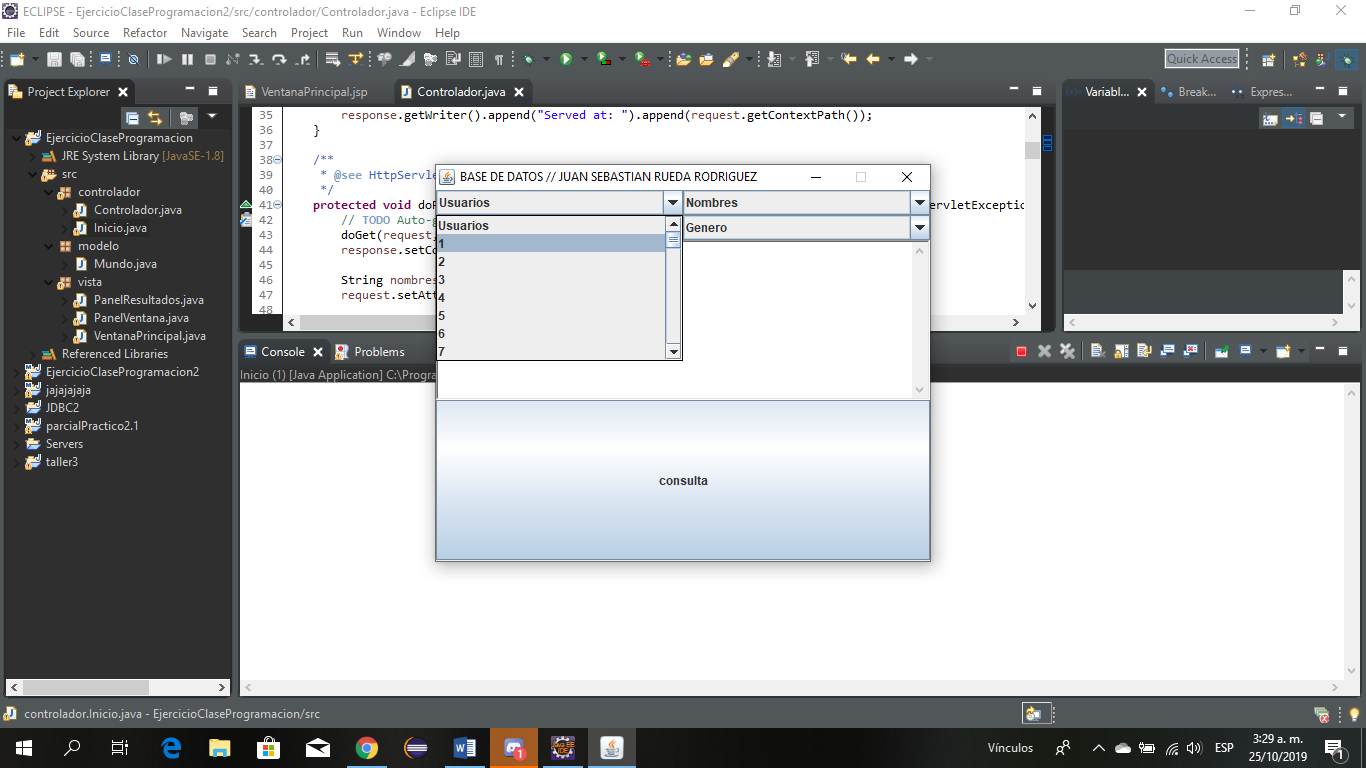 ECLIPSE - EjercicioClaseProgramacion2/src/controlador/Controlador.java - Eclipse IDE
File Edit Source Refactor Navigate Search Project Run Window Help
Quick Access
Project Explorer
EjercicioClaseProgramacion
JRE System Library [JavaSE-1.8]
src
controlador
Controlador.java
Inicio.java
modelo
Mundo.java
vista
PanelResultados.java
PanelVentana.java
VentanaPrincipal.java
Referenced Libraries
EjercicioClaseProgramacion2
jajajajaja
JDBC2
parcialPractico2.1
Servers
taller3
VentanaPrincipal.jsp
Controlador.java
35 response.getWriter().append("Served at: ").append(request.getContextPath());
36 }
37
38 /**
39 * @see HttpServle
40 */
41 protected void doP
rvletExceptio
42 // TODO Auto-g
43 doGet(request,
44 response.setCo
45
46 String nombres
47 request.setAtt
48
Variabl...
Break...
Expres...
BASE DE DATOS // JUAN SEBASTIAN RUEDA RODRIGUEZ
Usuarios
Nombres
Genero
Usuarios
1
2
3
4
5
6
7
consulta
Console
Problems
Inicio (1) [Java Application] C:\Progra
controlador.Inicio.java - EjercicioClaseProgramacion/src
Vínculos
ESP
3:29 a. m.
25/10/2019
1